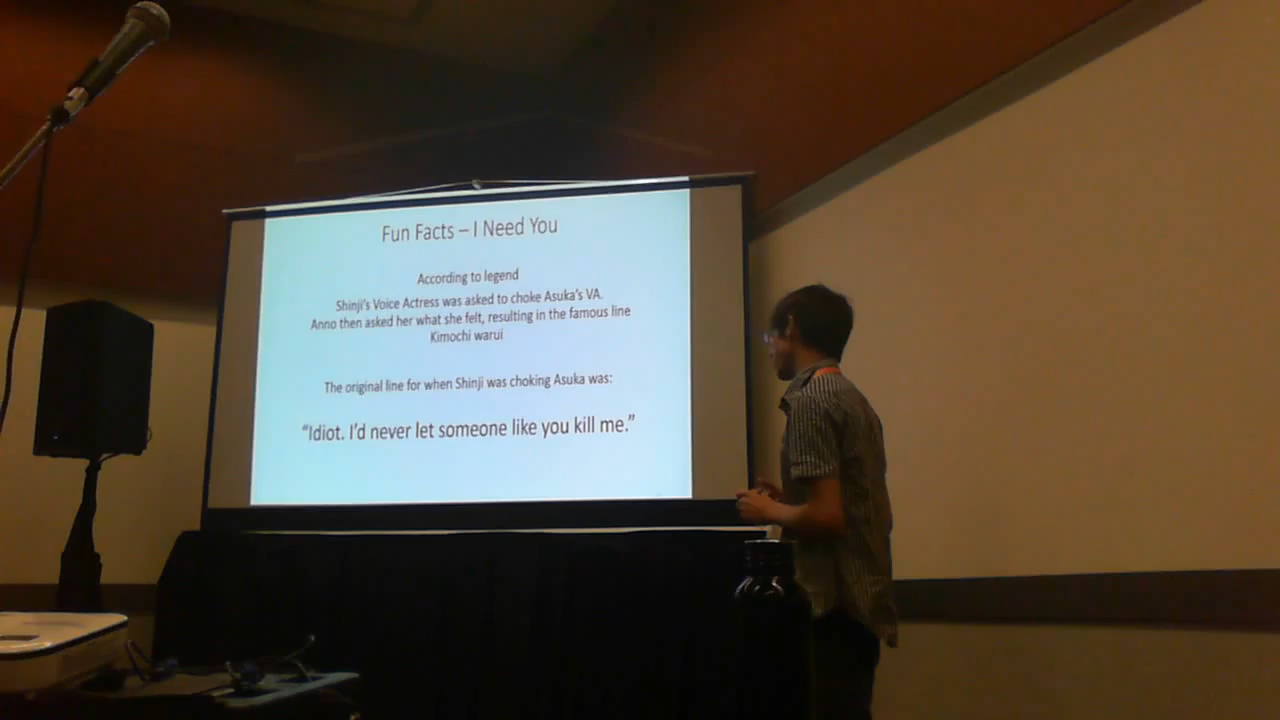 Fun Facts – I Need You
According to legend
Shinji's Voice Actress was asked to choke Asuka's VA.
Anno then asked her what she felt, resulting in the famous line
Kimochi warui
The original line for when Shinji was choking Asuka was:
“Idiot. I'd never let someone like you kill me.”